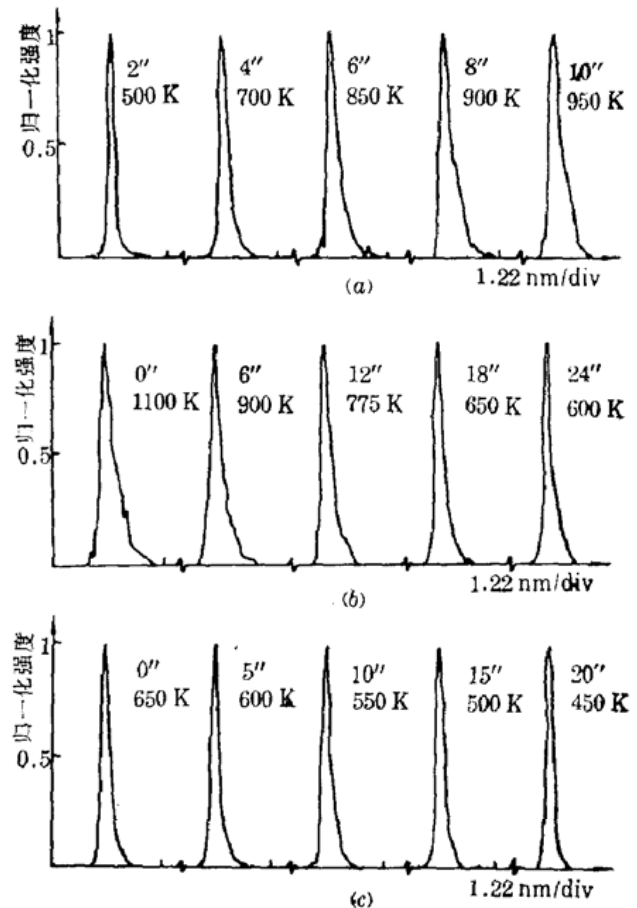 归一化强度
1
0.5
2″ 4″ 6″ 8″ 10″
500 K 700 K 850 K 900 K 950 K
1.22 nm/div
(a)
归一化强度
1
0.5
0″ 6″ 12″ 18″ 24″
1100 K 900 K 775 K 650 K 600 K
1.22 nm/div
(b)
归一化强度
1
0.5
0″ 5″ 10″ 15″ 20″
650 K 600 K 550 K 500 K 450 K
1.22 nm/div
(c)